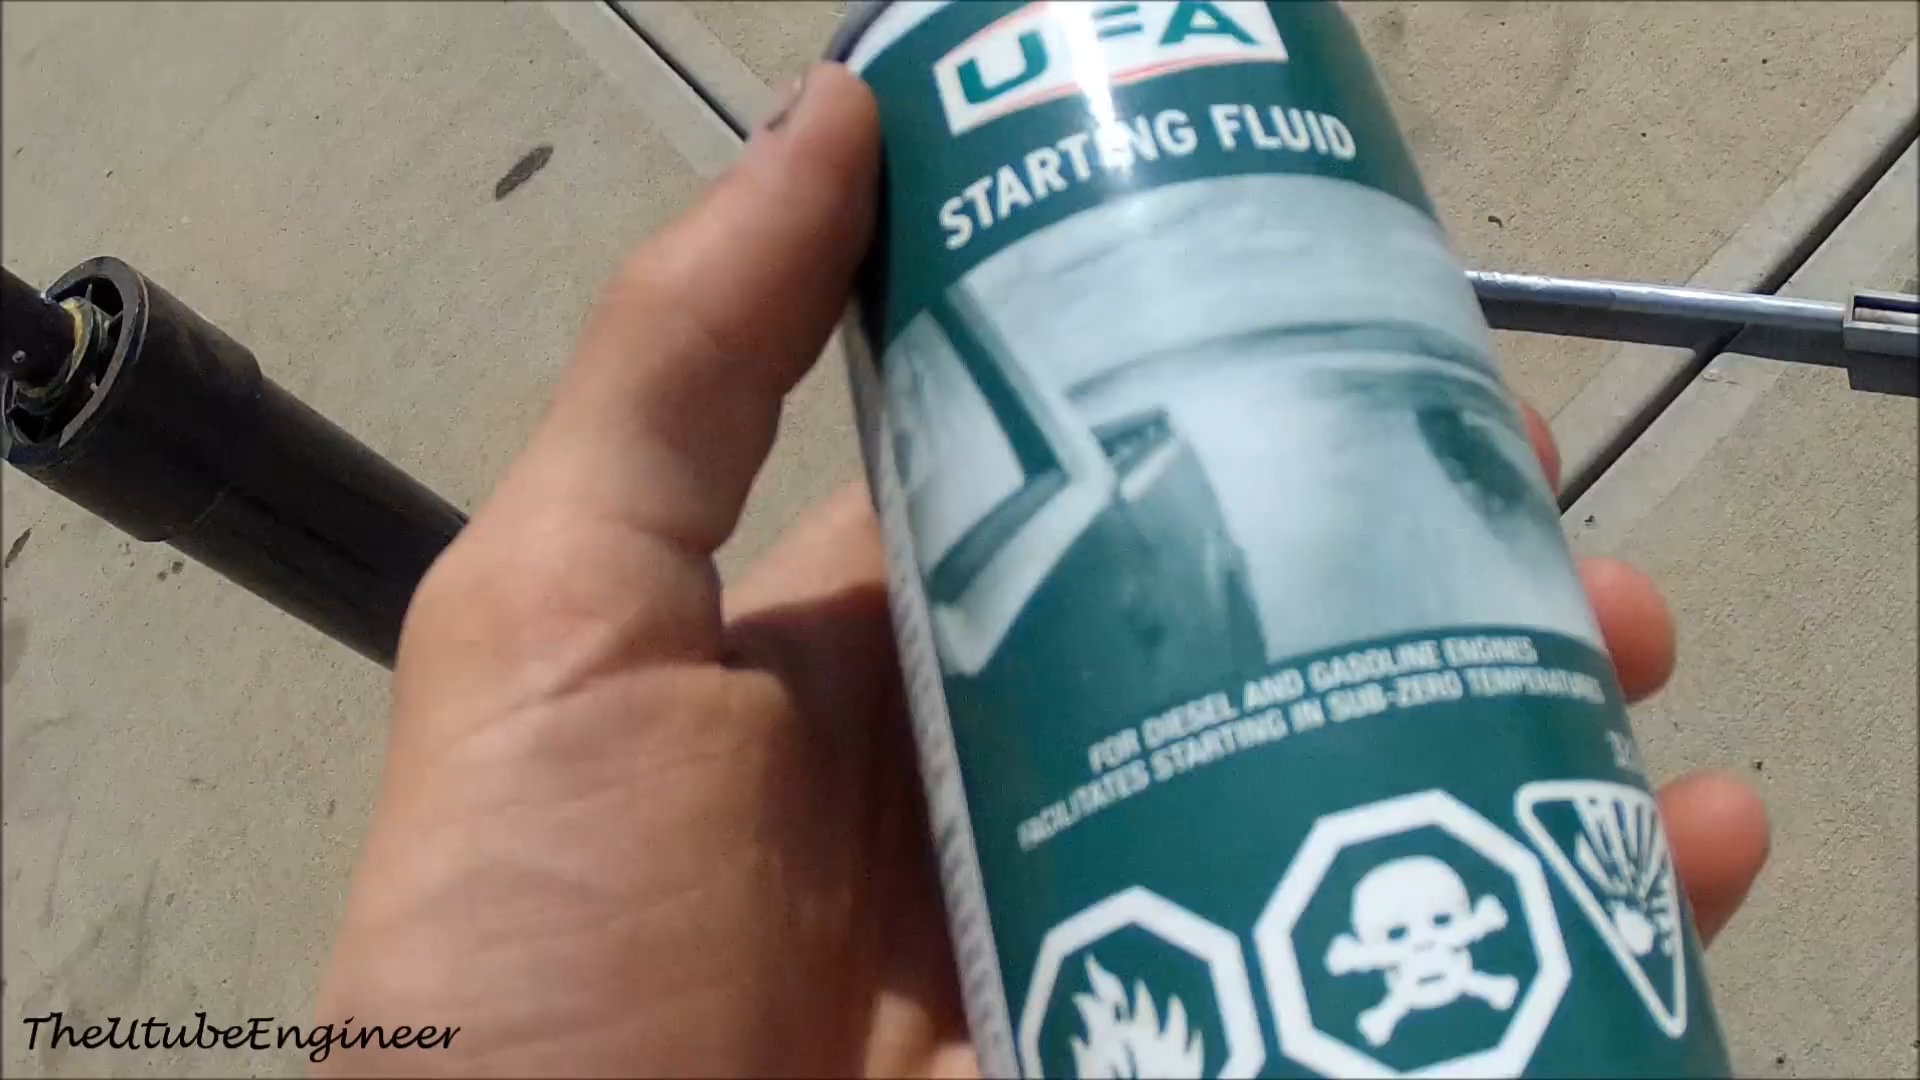 UFA
STARTING FLUID
FOR DIESEL AND GASOLINE ENGINES
FACILITATES STARTING IN SUB-ZERO TEMPERATURES
TheUtubeEngineer